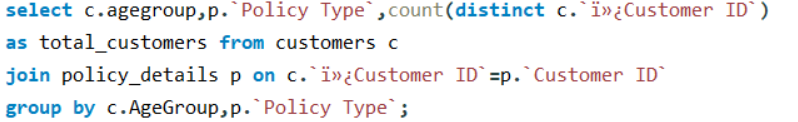 select c.agegroup,p.`Policy Type`,count(distinct c.`ï»¿Customer ID`)
as total_customers from customers c
join policy_details p on c.`ï»¿Customer ID`=p.`Customer ID`
group by c.AgeGroup,p.`Policy Type`;